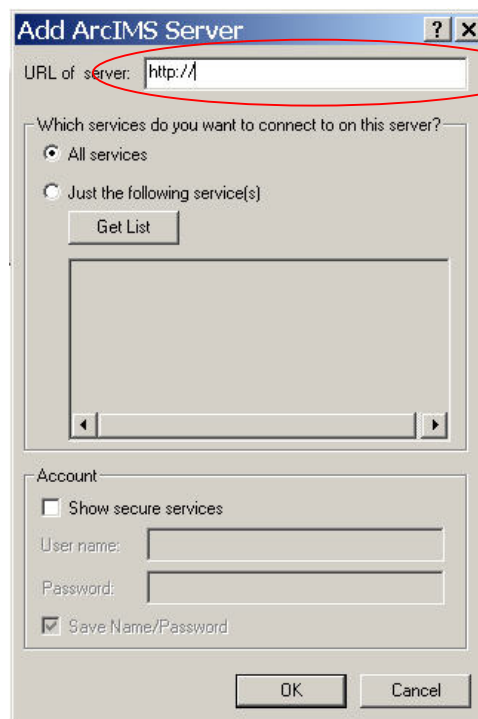 Add ArcIMS Server
URL of server: http://
Which services do you want to connect to on this server?
All services
Just the following service(s)
Get List
Account
Show secure services
User name:
Password:
Save Name/Password
OK Cancel